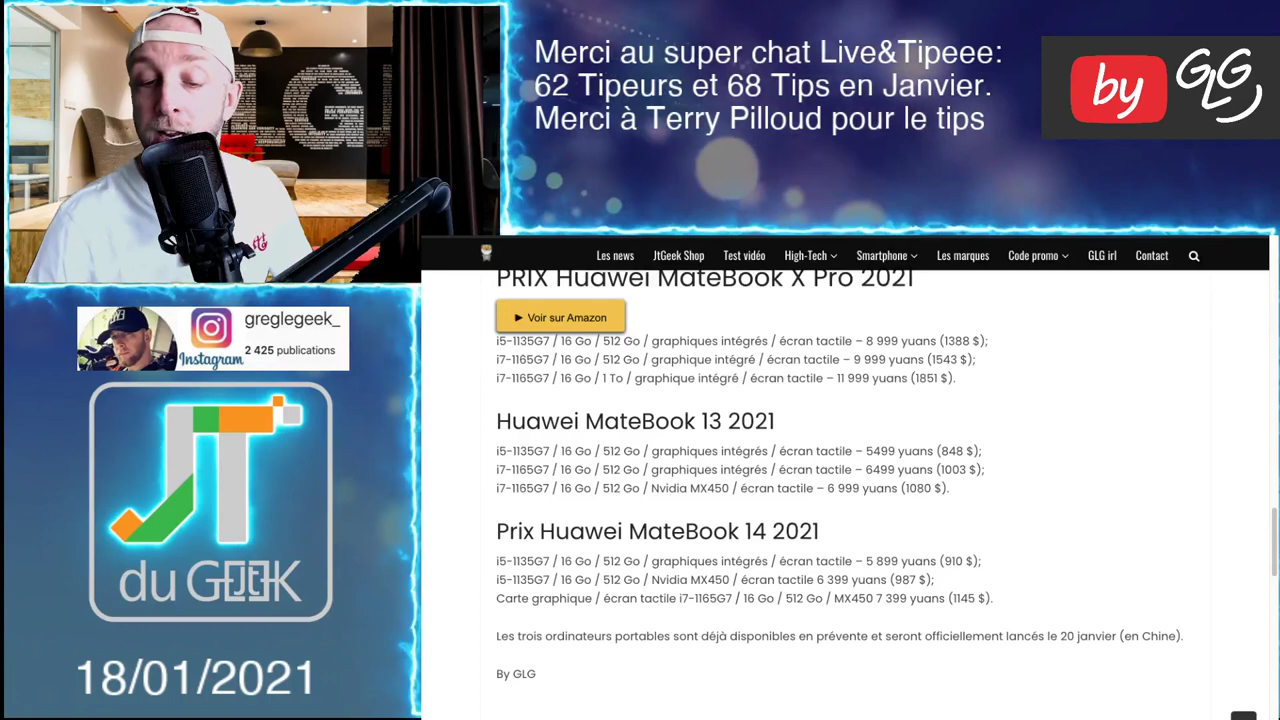 Merci au super chat Live&Tipeee:
62 Tipeurs et 98 Tips en Janvier.
Merci à Terry Pilloud pour le tips
by GLG
Les news JtGeek Shop Test vidéo High-Tech Smartphone Les marques Code promo GLG irl Contact
PRIX Huawei MateBook X Pro 2021
► Voir sur Amazon
i5-1135G7 / 16 Go / 512 Go / graphiques intégrés / écran tactile – 8 999 yuans (1388 $);
i7-1165G7 / 16 Go / 512 Go / graphique intégré / écran tactile – 9 999 yuans (1543 $);
i7-1165G7 / 16 Go / 1 To / graphique intégré / écran tactile – 11 999 yuans (1851 $).
Huawei MateBook 13 2021
i5-1135G7 / 16 Go / 512 Go / graphiques intégrés / écran tactile – 5499 yuans (848 $);
i7-1165G7 / 16 Go / 512 Go / graphiques intégrés / écran tactile – 6499 yuans (1003 $);
i7-1165G7 / 16 Go / 512 Go / Nvidia MX450 / écran tactile – 6 999 yuans (1080 $).
Prix Huawei MateBook 14 2021
i5-1135G7 / 16 Go / 512 Go / graphiques intégrés / écran tactile – 5 899 yuans (910 $);
i5-1135G7 / 16 Go / 512 Go / Nvidia MX450 / écran tactile 6 399 yuans (987 $);
Carte graphique / écran tactile i7-1165G7 / 16 Go / 512 Go / MX450 7 399 yuans (1145 $).
Les trois ordinateurs portables sont déjà disponibles en prévente et seront officiellement lancés le 20 janvier (en Chine).
By GLG
greglegeek_
2 425 publications
Instagram
JT
du GEEK
18/01/2021